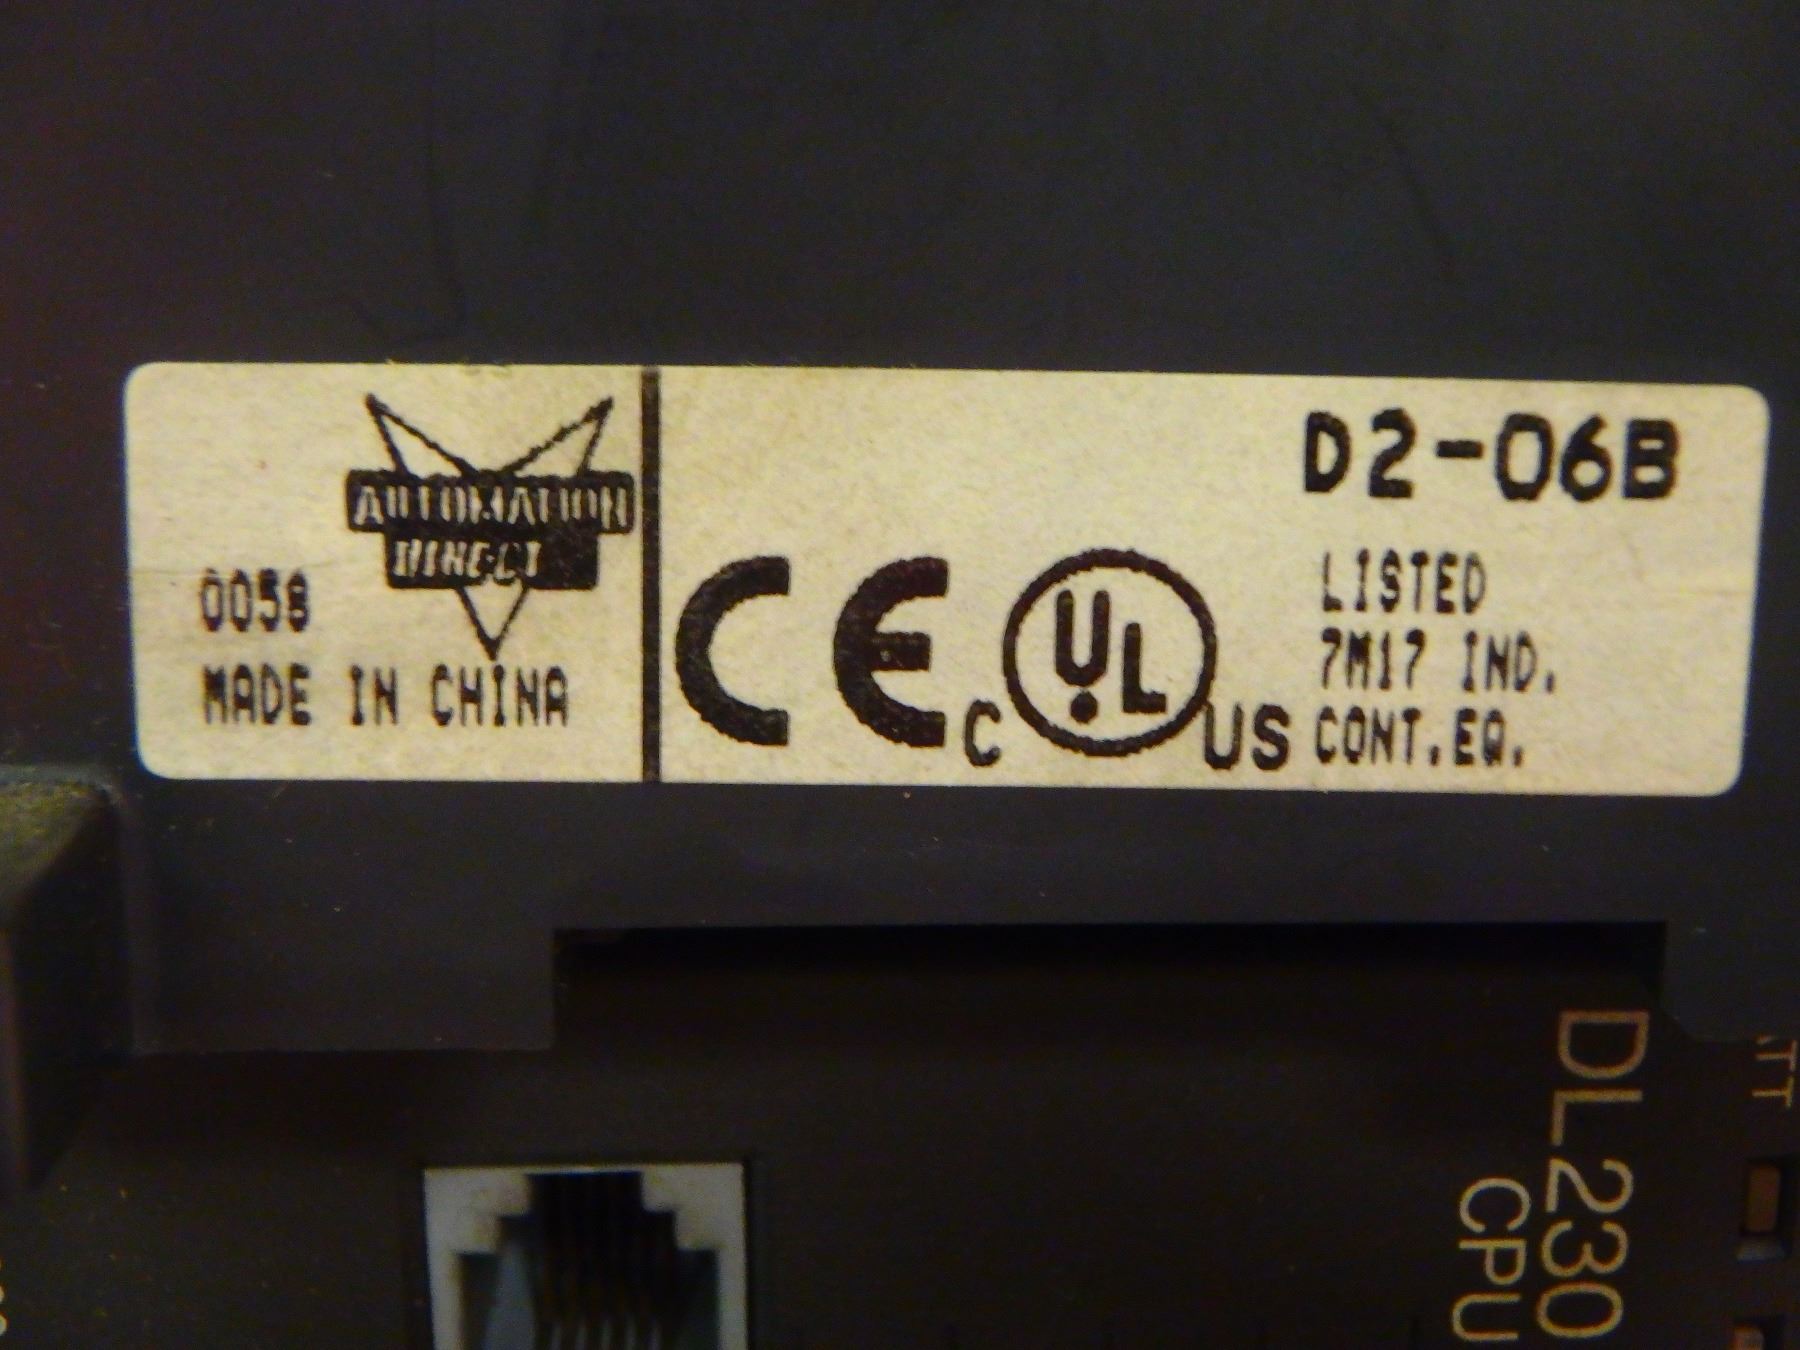 AUTOMATION
DIRECT
D2-06B
0058
MADE IN CHINA
CE
C UL US
LISTED
7M17 IND.
CONT.EQ.
DL230
CPU